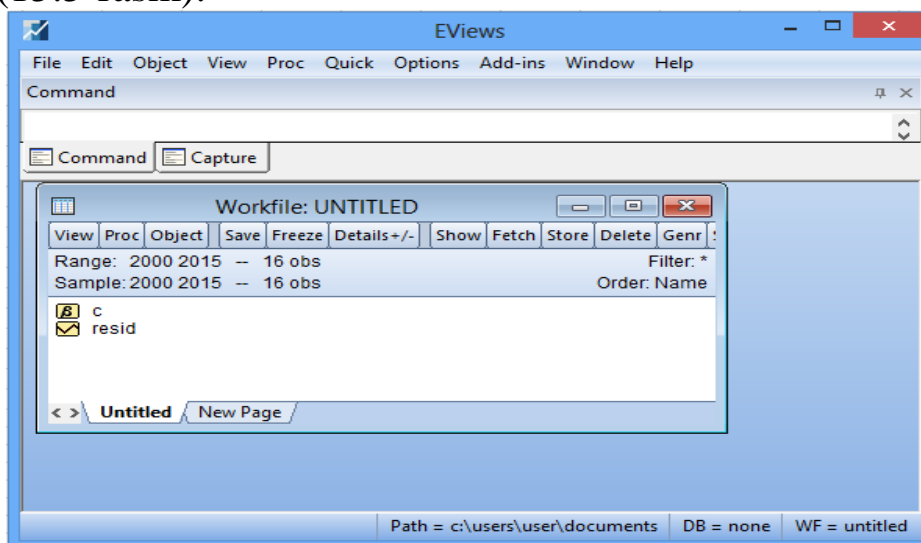 EViews
File Edit Object View Proc Quick Options Add-ins Window Help
Command
Command Capture
Workfile: UNTITLED
View Proc Object Save Freeze Details+/- Show Fetch Store Delete Genr
Range: 2000 2015 -- 16 obs Filter: *
Sample: 2000 2015 -- 16 obs Order: Name
c
resid
Untitled New Page
Path = c:\users\user\documents DB = none WF = untitled